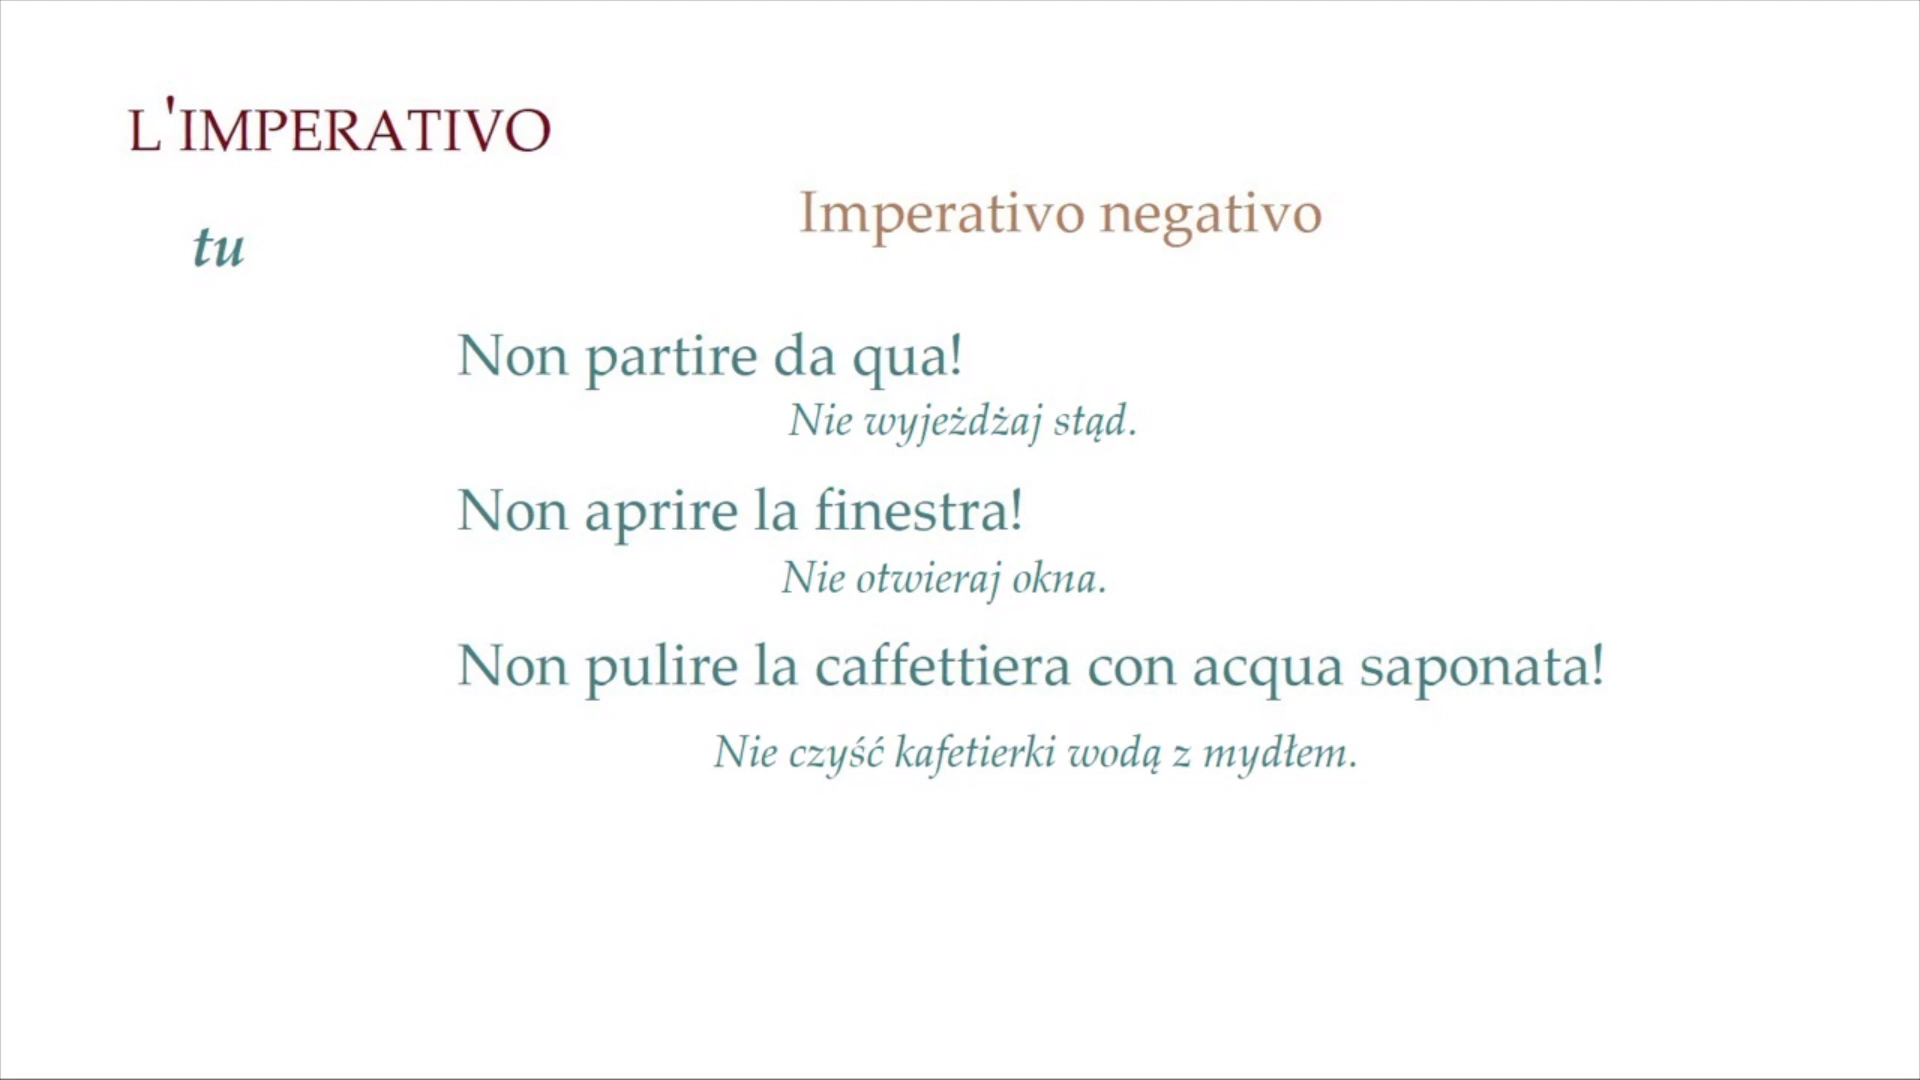 L'IMPERATIVO
Imperativo negativo
tu
Non partire da qua!
Nie wyjeżdżaj stąd.
Non aprire la finestra!
Nie otwieraj okna.
Non pulire la caffettiera con acqua saponata!
Nie czyść kafetierki wodą z mydłem.